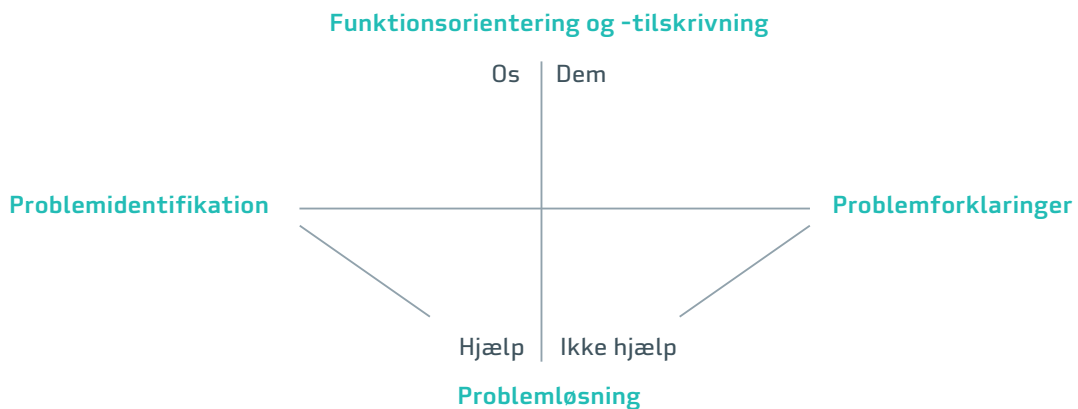 Funktionsorientering og -tilskrivning
Os Dem
Problemidentifikation Problemforklaringer
Hjælp Ikke hjælp
Problemløsning